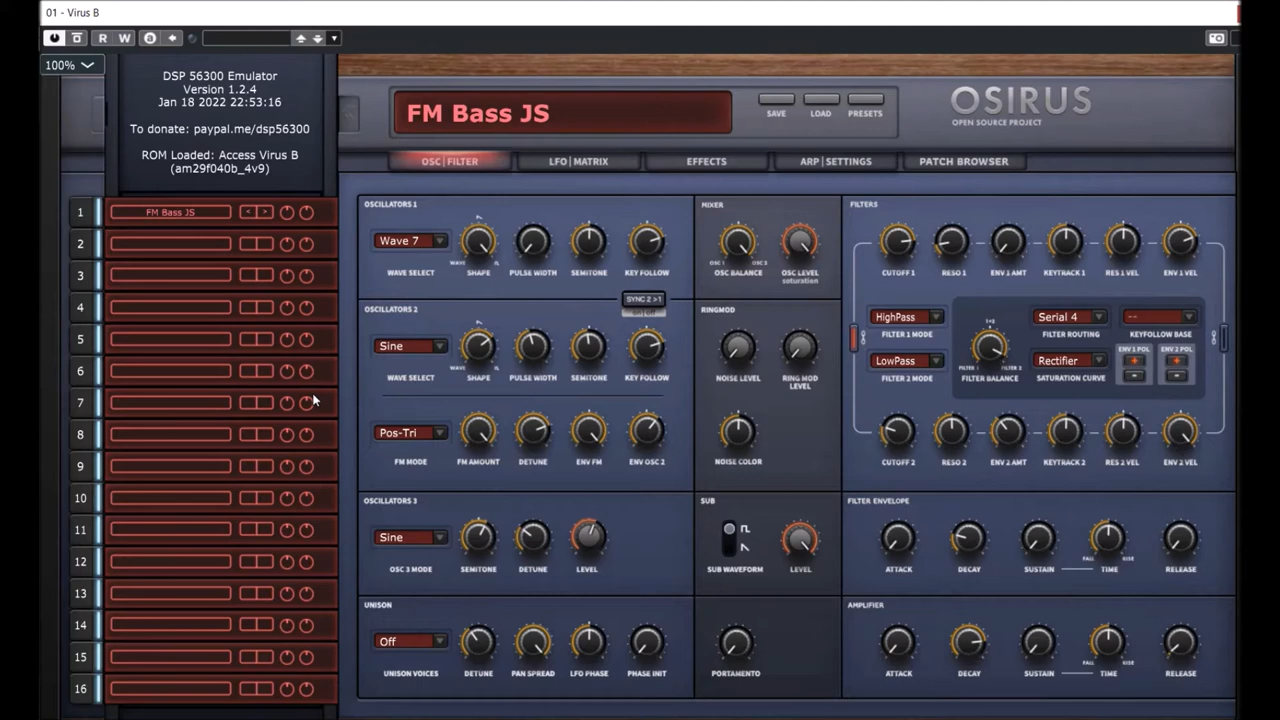 01 - Virus B
R W a
100%
DSP 56300 Emulator
Version 1.2.4
Jan 18 2022 22:53:16
To donate: paypal.me/dsp56300
ROM Loaded: Access Virus B
(am29f040b_4v9)
FM Bass JS
SAVE LOAD PRESETS
OSIRUS
OPEN SOURCE PROJECT
OSC|FILTER LFO|MATRIX EFFECTS ARP|SETTINGS PATCH BROWSER
1 FM Bass JS < >
2
3
4
5
6
7
8
9
10
11
12
13
14
15
16
OSCILLATORS 1
Wave 7
WAVE SELECT SHAPE PULSE WIDTH SEMITONE KEY FOLLOW
SYNC 2 >1
OSCILLATORS 2
Sine
WAVE SELECT SHAPE PULSE WIDTH SEMITONE KEY FOLLOW
Pos-Tri
FM MODE FM AMOUNT DETUNE ENV FM ENV OSC 2
OSCILLATORS 3
Sine
OSC 3 MODE SEMITONE DETUNE LEVEL
UNISON
Off
UNISON VOICES DETUNE PAN SPREAD LFO PHASE PHASE INIT
MIXER
OSC 1 OSC 2
OSC BALANCE OSC LEVEL
saturation
RINGMOD
NOISE LEVEL RING MOD
LEVEL
NOISE COLOR
SUB
SUB WAVEFORM LEVEL
PORTAMENTO
FILTERS
CUTOFF 1 RESO 1 ENV 1 AMT KEYTRACK 1 RES 1 VEL ENV 1 VEL
HighPass
FILTER 1 MODE
LowPass
FILTER 2 MODE
1+2
FILTER 1 FILTER 2
FILTER BALANCE
Serial 4
FILTER ROUTING
Rectifier
SATURATION CURVE
--
KEYFOLLOW BASE
ENV 1 POL ENV 2 POL
CUTOFF 2 RESO 2 ENV 2 AMT KEYTRACK 2 RES 2 VEL ENV 2 VEL
FILTER ENVELOPE
FALL RISE
ATTACK DECAY SUSTAIN TIME RELEASE
AMPLIFIER
FALL RISE
ATTACK DECAY SUSTAIN TIME RELEASE